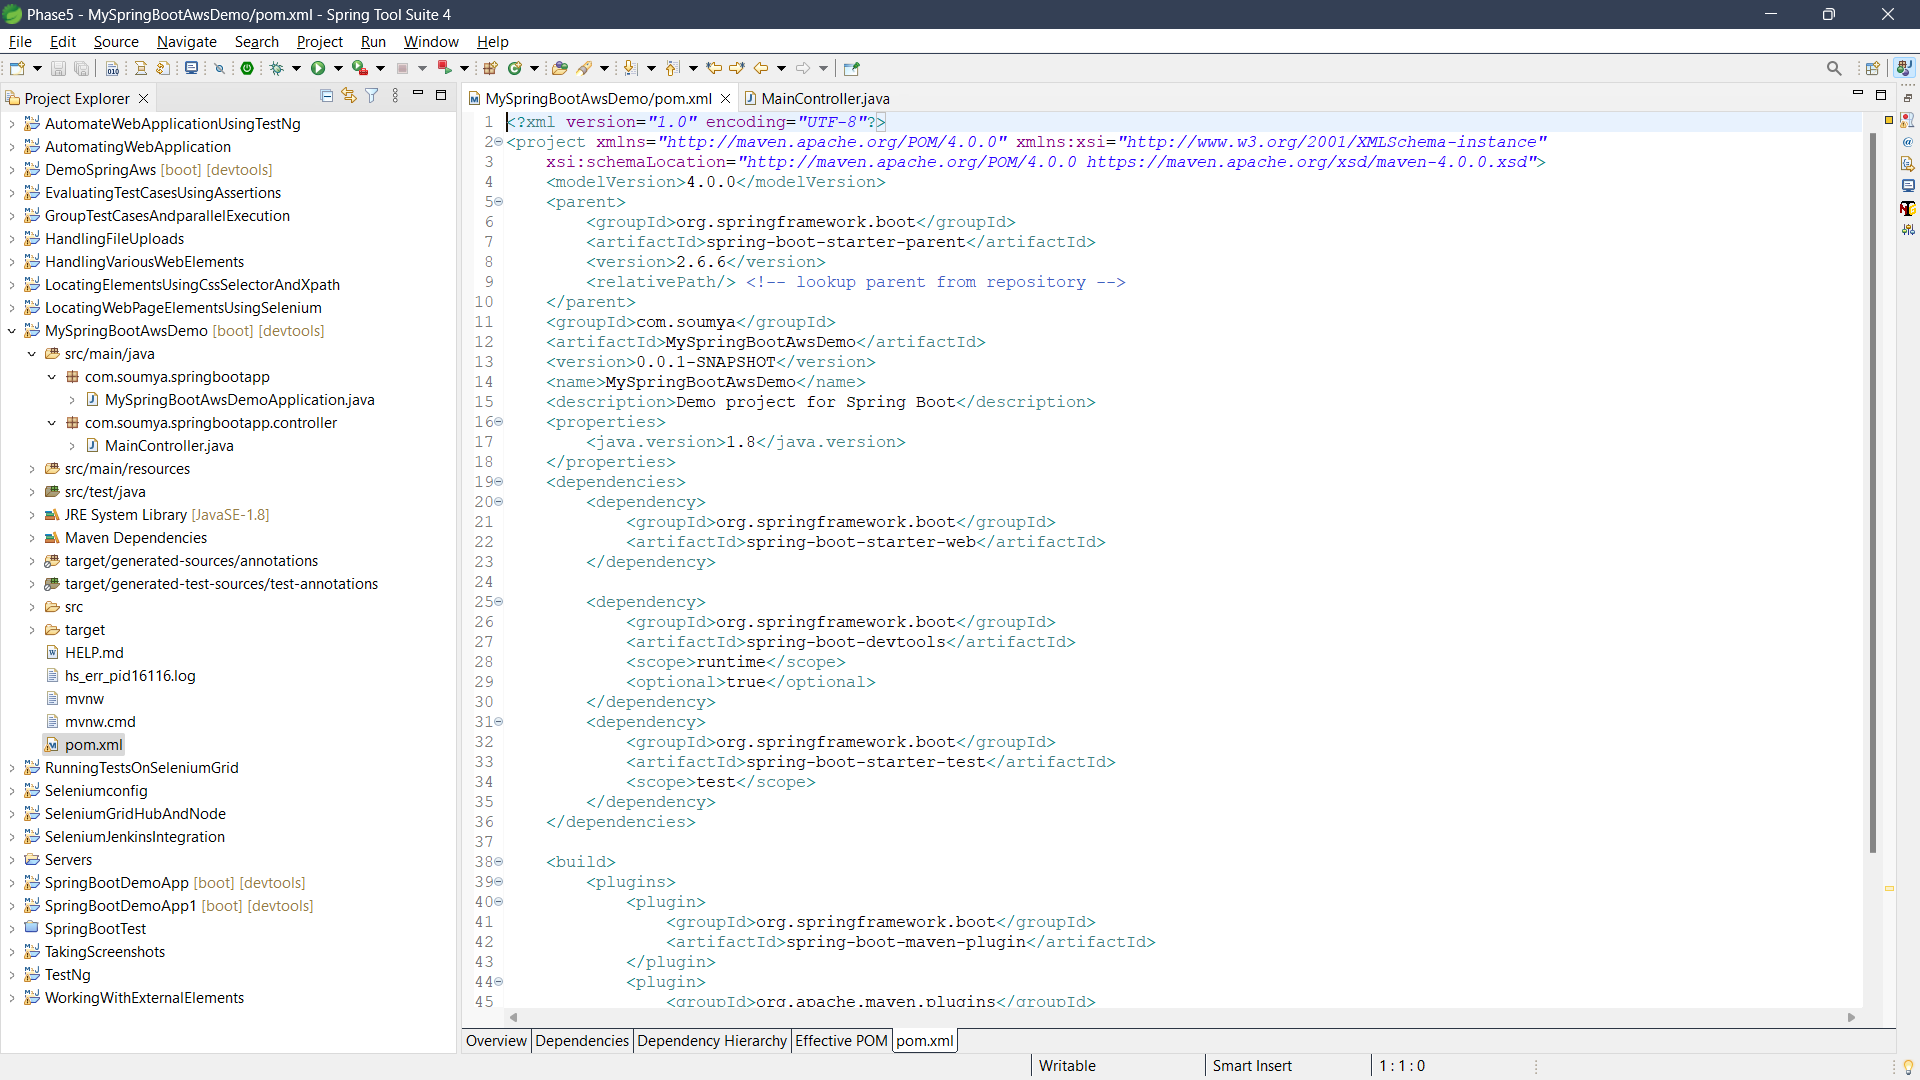 Phase5 - MySpringBootAwsDemo/pom.xml - Spring Tool Suite 4
File Edit Source Navigate Search Project Run Window Help
Project Explorer
AutomateWebApplicationUsingTestNg
AutomatingWebApplication
DemoSpringAws [boot] [devtools]
EvaluatingTestCasesUsingAssertions
GroupTestCasesAndparallelExecution
HandlingFileUploads
HandlingVariousWebElements
LocatingElementsUsingCssSelectorAndXpath
LocatingWebPageElementsUsingSelenium
MySpringBootAwsDemo [boot] [devtools]
src/main/java
com.soumya.springbootapp
MySpringBootAwsDemoApplication.java
com.soumya.springbootapp.controller
MainController.java
src/main/resources
src/test/java
JRE System Library [JavaSE-1.8]
Maven Dependencies
target/generated-sources/annotations
target/generated-test-sources/test-annotations
src
target
HELP.md
hs_err_pid16116.log
mvnw
mvnw.cmd
pom.xml
RunningTestsOnSeleniumGrid
Seleniumconfig
SeleniumGridHubAndNode
SeleniumJenkinsIntegration
Servers
SpringBootDemoApp [boot] [devtools]
SpringBootDemoApp1 [boot] [devtools]
SpringBootTest
TakingScreenshots
TestNg
WorkingWithExternalElements
MySpringBootAwsDemo/pom.xml MainController.java
1 <?xml version="1.0" encoding="UTF-8"?>
2 <project xmlns="http://maven.apache.org/POM/4.0.0" xmlns:xsi="http://www.w3.org/2001/XMLSchema-instance"
3 xsi:schemaLocation="http://maven.apache.org/POM/4.0.0 https://maven.apache.org/xsd/maven-4.0.0.xsd">
4 <modelVersion>4.0.0</modelVersion>
5 <parent>
6 <groupId>org.springframework.boot</groupId>
7 <artifactId>spring-boot-starter-parent</artifactId>
8 <version>2.6.6</version>
9 <relativePath/> <!-- lookup parent from repository -->
10 </parent>
11 <groupId>com.soumya</groupId>
12 <artifactId>MySpringBootAwsDemo</artifactId>
13 <version>0.0.1-SNAPSHOT</version>
14 <name>MySpringBootAwsDemo</name>
15 <description>Demo project for Spring Boot</description>
16 <properties>
17 <java.version>1.8</java.version>
18 </properties>
19 <dependencies>
20 <dependency>
21 <groupId>org.springframework.boot</groupId>
22 <artifactId>spring-boot-starter-web</artifactId>
23 </dependency>
24
25 <dependency>
26 <groupId>org.springframework.boot</groupId>
27 <artifactId>spring-boot-devtools</artifactId>
28 <scope>runtime</scope>
29 <optional>true</optional>
30 </dependency>
31 <dependency>
32 <groupId>org.springframework.boot</groupId>
33 <artifactId>spring-boot-starter-test</artifactId>
34 <scope>test</scope>
35 </dependency>
36 </dependencies>
37
38 <build>
39 <plugins>
40 <plugin>
41 <groupId>org.springframework.boot</groupId>
42 <artifactId>spring-boot-maven-plugin</artifactId>
43 </plugin>
44 <plugin>
45 <groupId>org.apache.maven.plugins</groupId>
Overview Dependencies Dependency Hierarchy Effective POM pom.xml
Writable Smart Insert 1 : 1 : 0